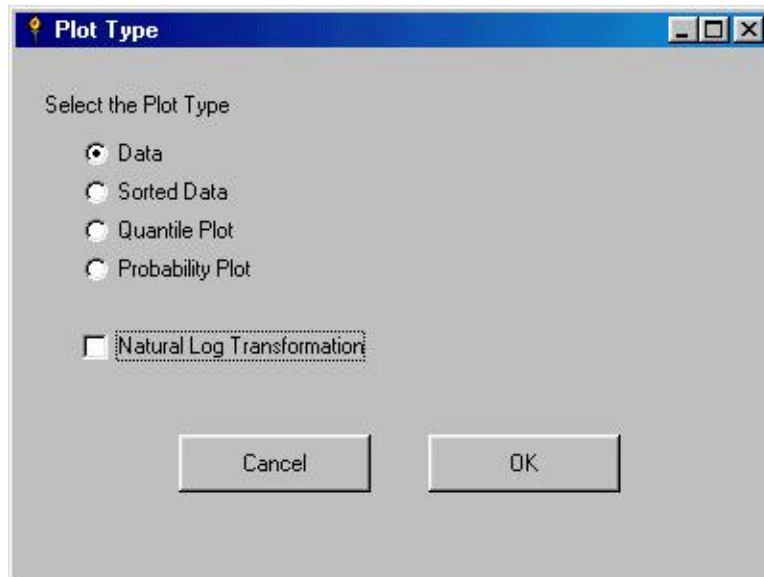 Plot Type
Select the Plot Type
Data
Sorted Data
Quantile Plot
Probability Plot
Natural Log Transformation
Cancel OK